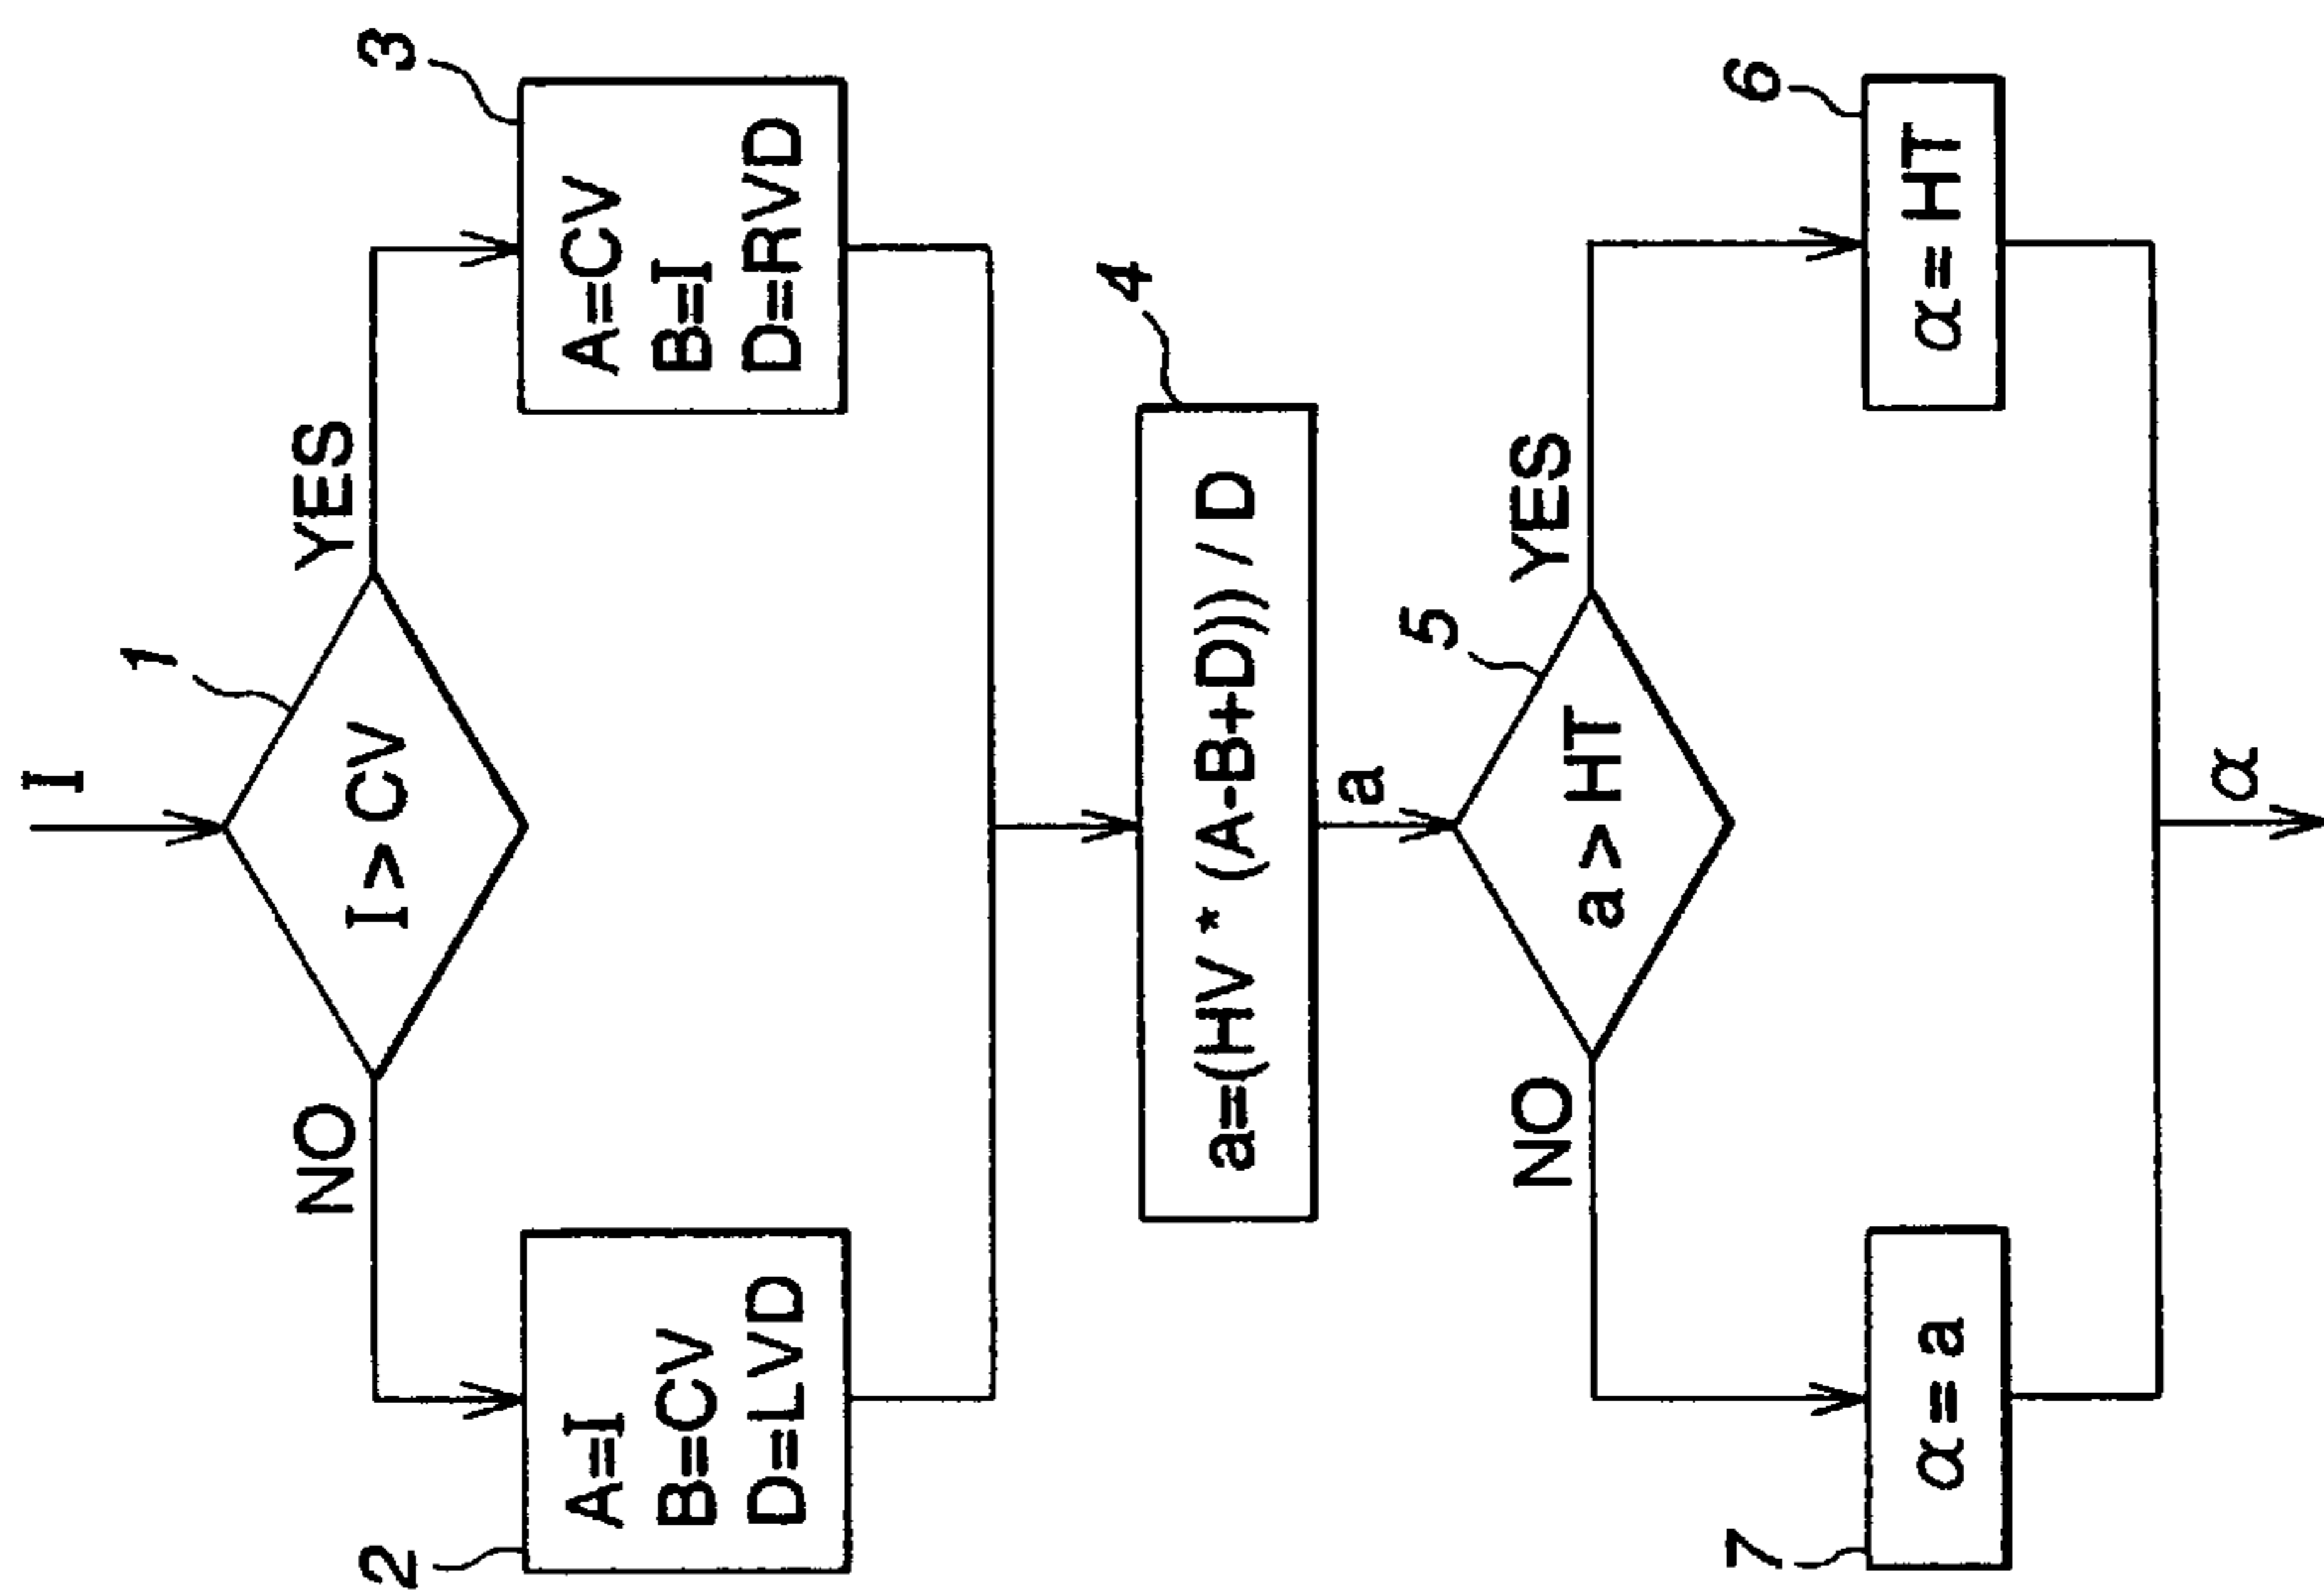 I
1
I > CV
NO
YES
2
A=I
B=CV
D=LVD
3
A=CV
B=I
D=RVD
4
a=(HV * (A-B+D)) / D
a
5
a > HT
NO
YES
7
α = a
6
α = HT
α